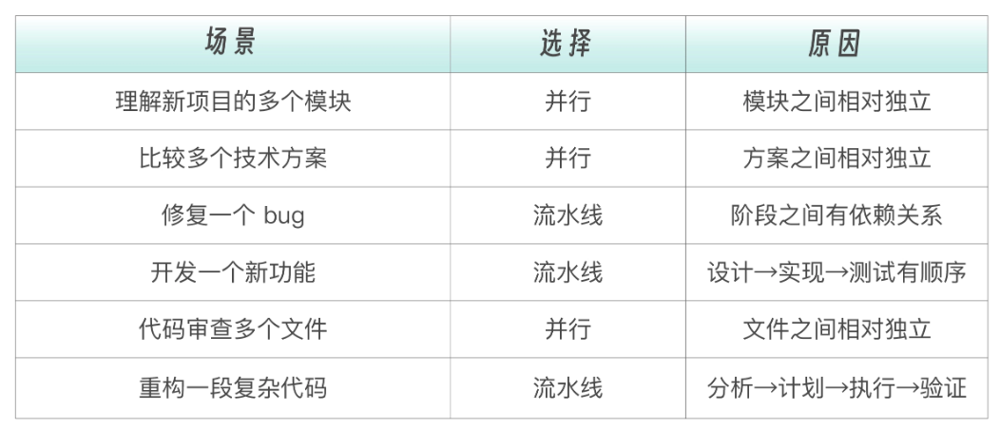 场景 选择 原因
理解新项目的多个模块 并行 模块之间相对独立
比较多个技术方案 并行 方案之间相对独立
修复一个 bug 流水线 阶段之间有依赖关系
开发一个新功能 流水线 设计→实现→测试有顺序
代码审查多个文件 并行 文件之间相对独立
重构一段复杂代码 流水线 分析→计划→执行→验证